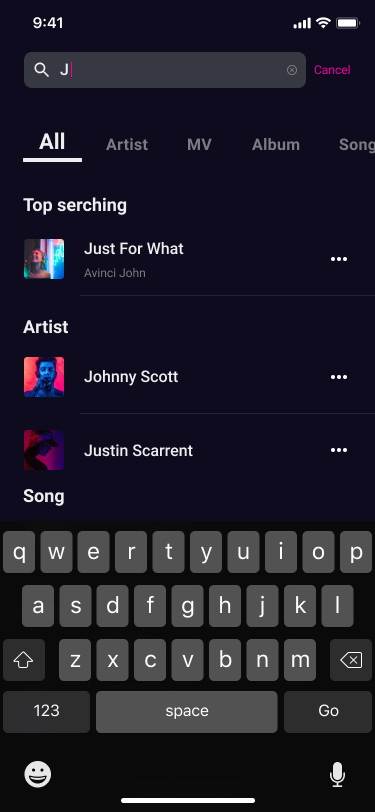 9:41
J
Cancel
All Artist MV Album Song
Top serching
Just For What
Avinci John
Artist
Johnny Scott
Justin Scarrent
Song
q w e r t y u i o p
a s d f g h j k l
z x c v b n m
123 space Go